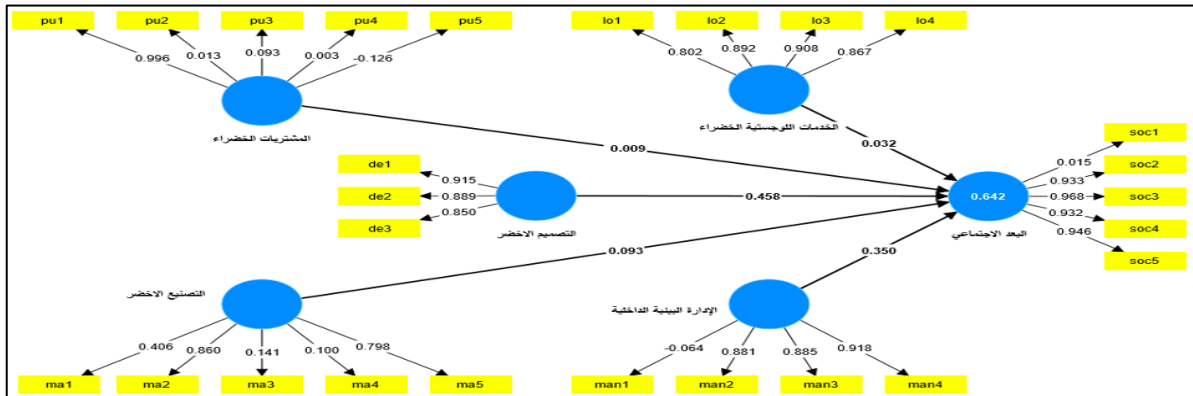 pu1 pu2 pu3 pu4 pu5
lo1 lo2 lo3 lo4
0.996 0.013 0.093 0.003 -0.126
0.802 0.892 0.908 0.867
المشتريات الخضراء
الخدمات اللوجستية الخضراء
0.009
0.032
de1
de2
de3
0.915
0.889
0.850
التصميم الاخضر
0.458
0.642
البعد الاجتماعي
0.015
0.933
0.968
0.932
0.946
soc1
soc2
soc3
soc4
soc5
0.093
0.350
التصنيع الاخضر
الإدارة البيئية الداخلية
0.406 0.860 0.141 0.100 0.798
-0.064 0.881 0.885 0.918
ma1 ma2 ma3 ma4 ma5
man1 man2 man3 man4